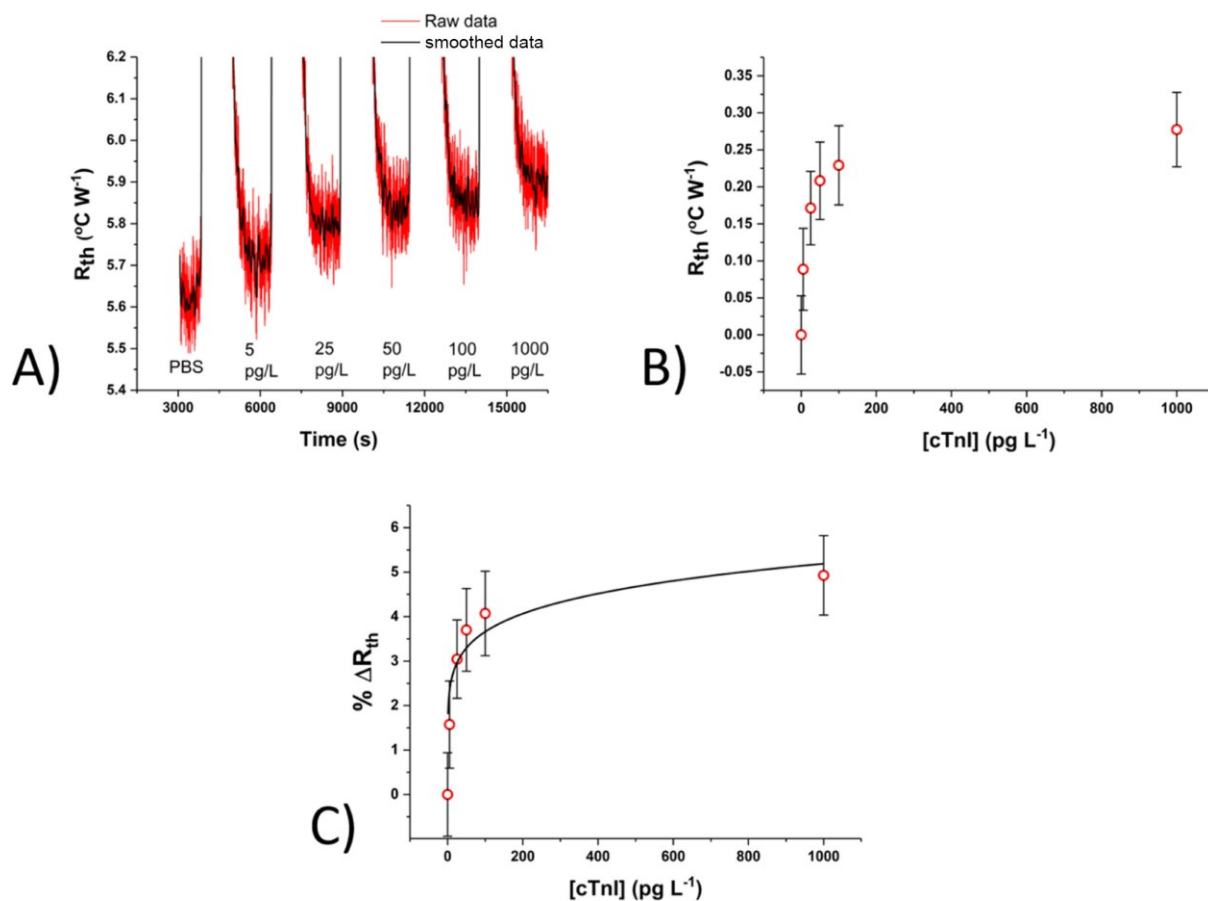 Raw data
smoothed data
6.2
6.1
6.0
5.9
5.8
5.7
5.6
5.5
5.4
Rth (°C W-1)
PBS
5 pg/L
25 pg/L
50 pg/L
100 pg/L
1000 pg/L
3000 6000 9000 12000 15000
Time (s)
A)
0.35
0.30
0.25
0.20
0.15
0.10
0.05
0.00
-0.05
Rth (°C W-1)
0 200 400 600 800 1000
[cTnI] (pg L-1)
B)
6
5
4
3
2
1
0
% ΔRth
0 200 400 600 800 1000
[cTnI] (pg L-1)
C)